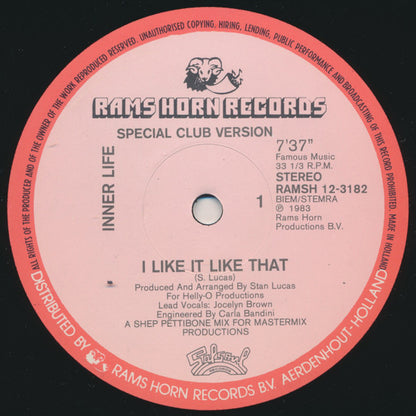 ALL RIGHTS OF THE PRODUCER AND OF THE OWNER OF THE WORK REPRODUCED RESERVED. UNAUTHORISED COPYING, HIRING, LENDING, PUBLIC PERFORMANCE AND BROADCASTING OF THIS RECORD PROHIBITED. MADE IN HOLLAND
RAMS HORN RECORDS
SPECIAL CLUB VERSION
INNER LIFE
7'37"
Famous Music
33 1/3 R.P.M.
STEREO
RAMSH 12-3182
BIEM/STEMRA
℗ 1983
Rams Horn
Productions B.V.
1
I LIKE IT LIKE THAT
(S. Lucas)
Produced And Arranged By Stan Lucas
For Helly-O Productions
Lead Vocals: Jocelyn Brown
Engineered By Carla Bandini
A SHEP PETTIBONE MIX FOR MASTERMIX
PRODUCTIONS
Salsoul
DISTRIBUTED BY RAMS HORN RECORDS B.V. AERDENHOUT-HOLLAND